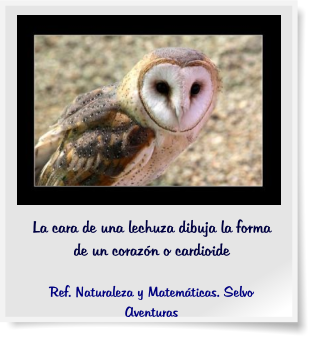 La cara de una lechuza dibuja la forma
de un corazón o cardioide
Ref. Naturaleza y Matemáticas. Selvo
Aventuras